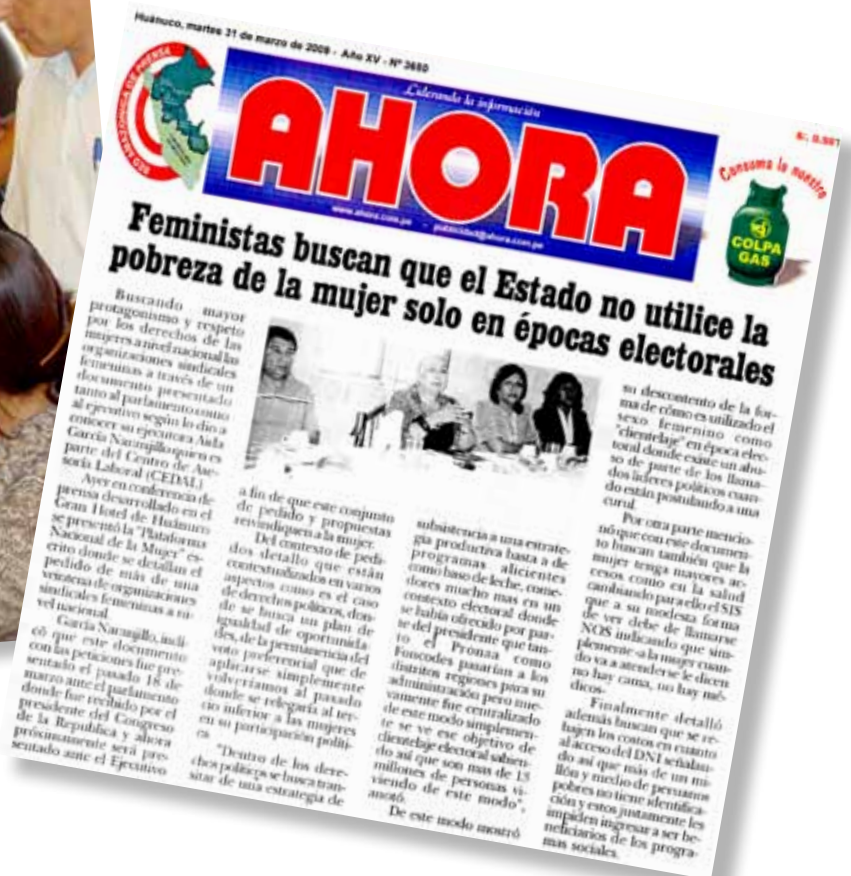 Huánuco, martes 31 de marzo de 2009 - Año XV - Nº 3680
RED AMAZONICA DE PRENSA
Liderando la información
AHORA
www.ahora.com.pe - publicidad@ahora.com.pe
Consuma lo nuestro
COLPA
GAS
Feministas buscan que el Estado no utilice la
pobreza de la mujer solo en épocas electorales
Buscando mayor
protagonismo y respeto
por los derechos de las
mujeres a nivel nacional las
organizaciones sindicales
femeninas a través de un
documento presentado
tanto al parlamento como
al ejecutivo según lo dio a
conocer su ejecutora Aida
García Naranjillo quien es
parte del Centro de Ase-
soría Laboral (CEDAL)
Ayer en conferencia de
prensa desarrollado en el
Gran Hotel de Huánuco
se presentó la "Plataforma
Nacional de la Mujer" es-
crito donde se detallan el
pedido de más de una
veintena de organizaciones
sindicales femeninas a ni-
vel nacional.
García Naranjillo, indi-
có que este documento
con las peticiones fue pre-
sentado el pasado 18 de
marzo ante el parlamento
donde fue recibido por el
presidente del Congreso
de la Republica y ahora
próximamente será pre-
sentado ante el Ejecutivo
a fin de que este conjunto
de pedido y propuestas
reivindiquen a la mujer.
Del contexto de pedi-
dos detallo que están
contextualizados en varios
aspectos como es el caso
de derechos políticos, don-
de se busca un plan de
igualdad de oportunida-
des, de la permanencia del
voto preferencial que de
aplicarse simplemente
volveríamos al pasado
donde se relegaría al ter-
cio inferior a las mujeres
en su participación políti-
ca
"Dentro de los dere-
chos políticos se busca tran-
sitar de una estrategia de
subsistencia a una estrate-
gia productiva basta a de
programas alicientes
como baso de leche, come-
dores mucho mas en un
contexto electoral donde
se había ofrecido por par-
te del presidente que tan-
to el Pronaa como
Foncodes pasarían a los
distritos regiones para su
administración pero nue-
vamente fue centralizado
de este modo simplemen-
te se ve ese objetivo de
clientelaje electoral sabien-
do así que son mas de 13
millones de personas vi-
viendo de este modo",
anotó.
De este modo mostró
su descontento de la for-
ma de cómo es utilizado el
sexo femenino como
"clientelaje" en época elec-
toral donde existe un abu-
so de parte de los llama-
dos líderes políticos cuan-
do están postulando a una
curul.
Por otra parte mencio-
nó que con este documen-
to buscan también que la
mujer tenga mayores ac-
cesos como en la salud
cambiando para ello el SIS
que a su modesta forma
de ver debe de llamarse
NOS indicando que sim-
plemente «a la mujer cuan-
do va a atenderse le dicen
no hay cama, no hay mé-
dicos»
Finalmente detalló
además buscan que se re-
bajen los costos en cuanto
al acceso del DNI señalan-
do así que más de un mi-
llón y medio de peruanos
pobres no tiene identifica-
ción y estos justamente les
impiden ingresar a ser be-
neficiarios de los progra-
mas sociales.